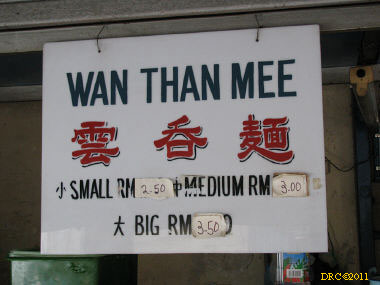 WAN THAN MEE
雲吞麵
小 SMALL RM 2.50 中 MEDIUM RM 3.00
大 BIG RM 3.50
DRC©2011